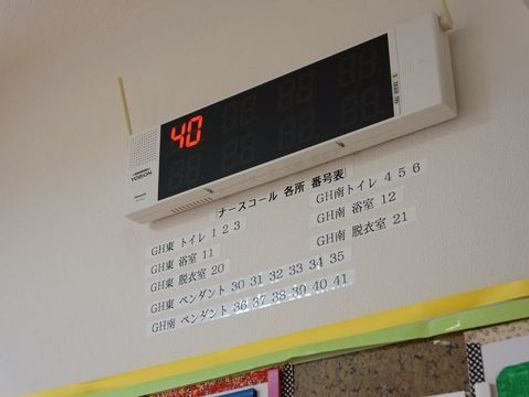 40
YOBION
ナースコール 各所 番号表
GH東 トイレ 1 2 3
GH南 トイレ 4 5 6
GH東 浴室 11
GH南 浴室 12
GH東 脱衣室 20
GH南 脱衣室 21
GH東 ペンダント 30 31 32 33 34 35
GH南 ペンダント 36 37 38 39 40 41